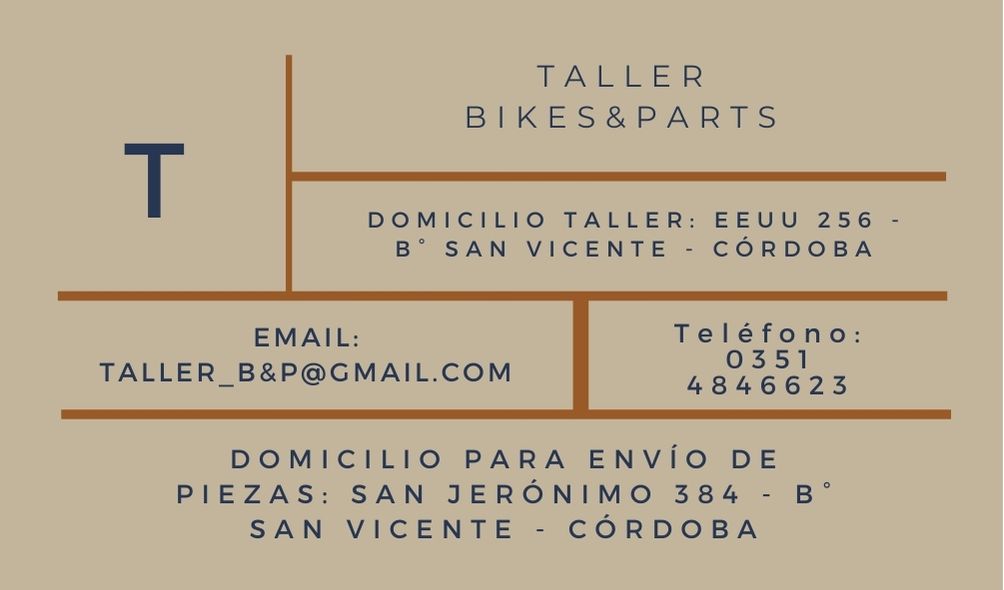 T
TALLER
BIKES&PARTS
DOMICILIO TALLER: EEUU 256 -
B° SAN VICENTE - CÓRDOBA
EMAIL:
TALLER_B&P@GMAIL.COM
Teléfono:
0351
4846623
DOMICILIO PARA ENVÍO DE
PIEZAS: SAN JERÓNIMO 384 - B°
SAN VICENTE - CÓRDOBA